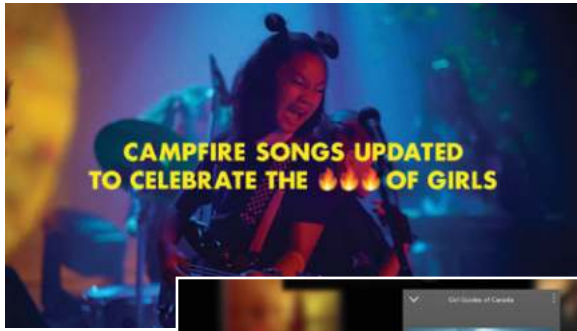 CAMPFIRE SONGS UPDATED
TO CELEBRATE THE 🔥🔥🔥 OF GIRLS
Girl Guides of Canada